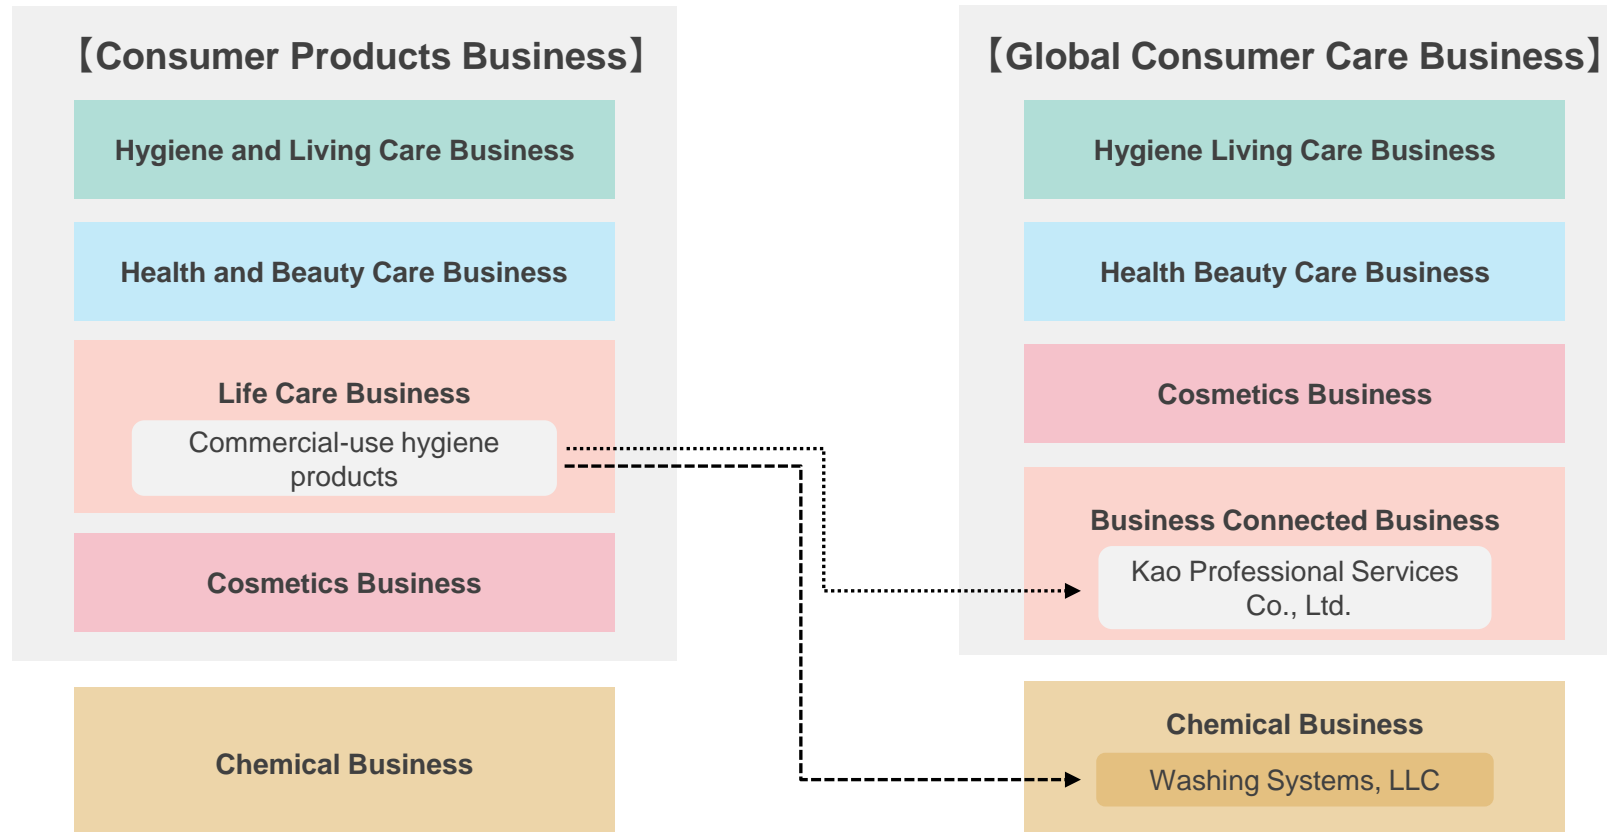 【Consumer Products Business】
Hygiene and Living Care Business
Health and Beauty Care Business
Life Care Business
Commercial-use hygiene
products
Cosmetics Business
Chemical Business
【Global Consumer Care Business】
Hygiene Living Care Business
Health Beauty Care Business
Cosmetics Business
Business Connected Business
Kao Professional Services
Co., Ltd.
Chemical Business
Washing Systems, LLC